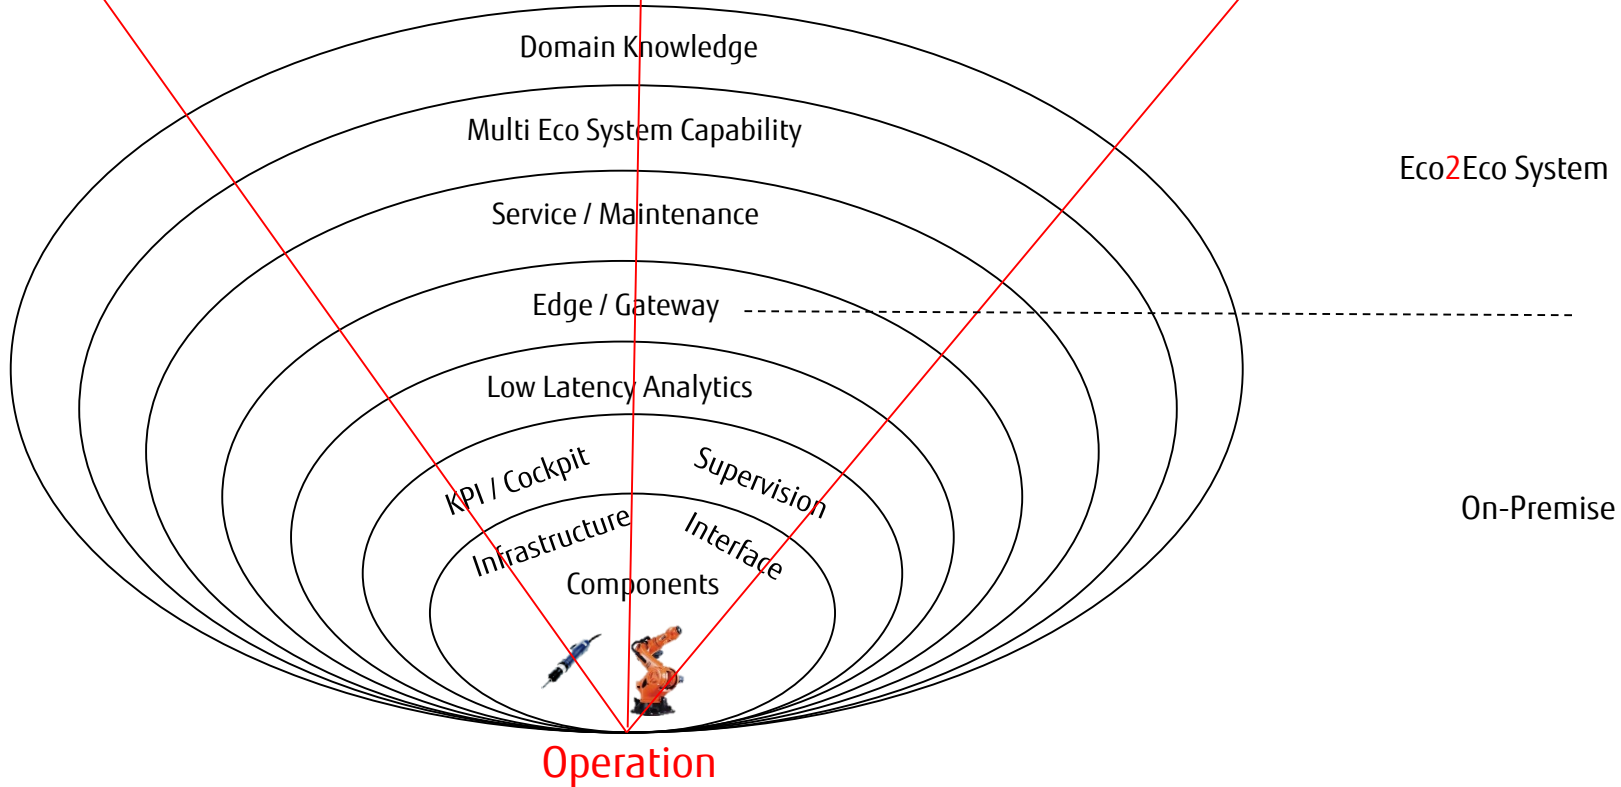 Domain Knowledge
Multi Eco System Capability
Eco2Eco System
Service / Maintenance
Edge / Gateway
Low Latency Analytics
KPI / Cockpit
Supervision
On-Premise
Infrastructure
Interface
Components
Operation